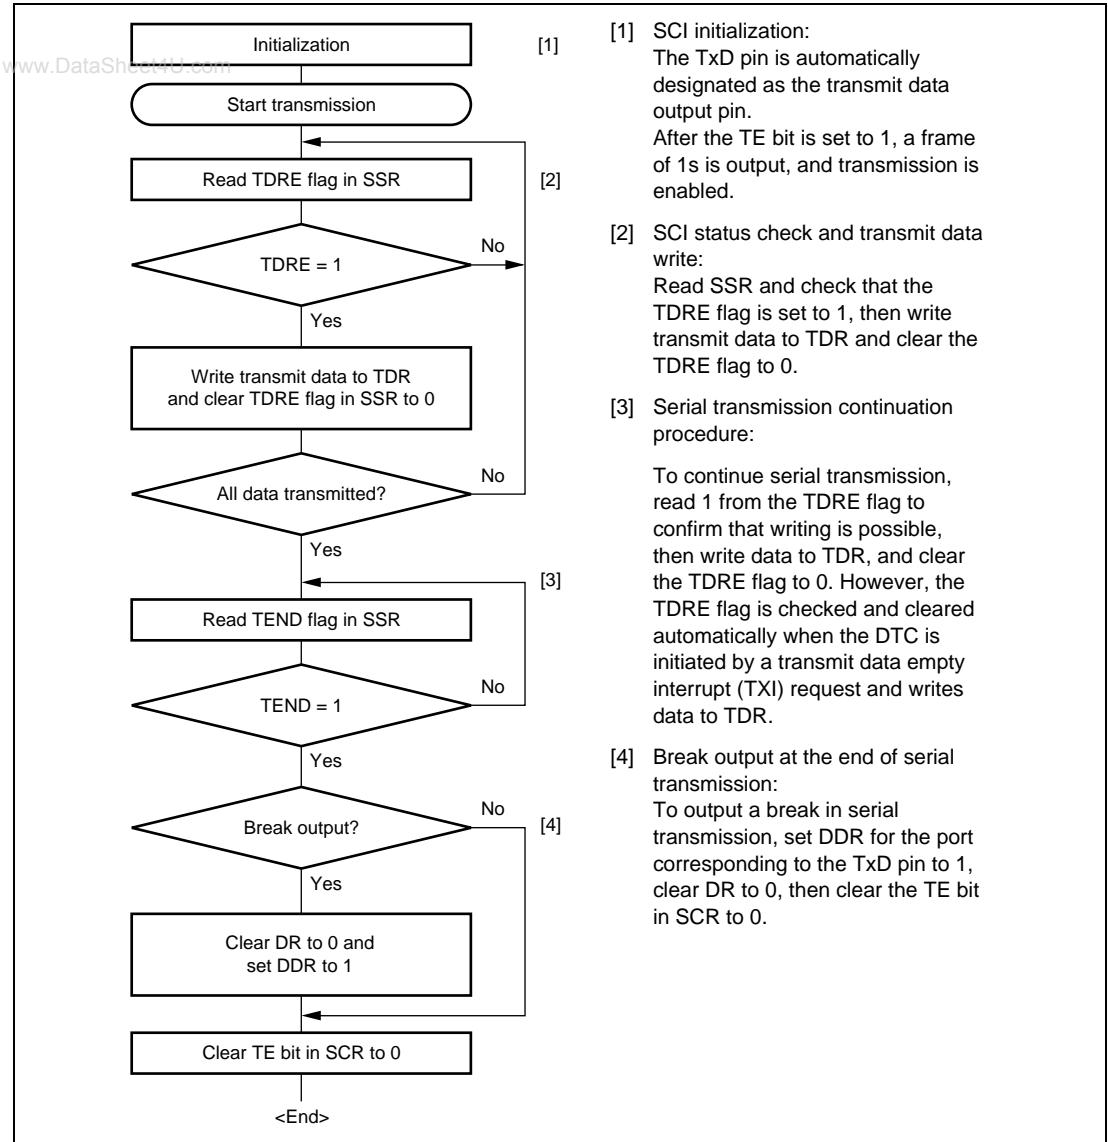 Initialization
[1]
www.DataSheet4U.com
Start transmission
Read TDRE flag in SSR
[2]
TDRE = 1
No
Yes
Write transmit data to TDR
and clear TDRE flag in SSR to 0
All data transmitted?
No
Yes
[3]
Read TEND flag in SSR
TEND = 1
No
Yes
Break output?
No
[4]
Yes
Clear DR to 0 and
set DDR to 1
Clear TE bit in SCR to 0
<End>
[1] SCI initialization:
The TxD pin is automatically
designated as the transmit data
output pin.
After the TE bit is set to 1, a frame
of 1s is output, and transmission is
enabled.
[2] SCI status check and transmit data
write:
Read SSR and check that the
TDRE flag is set to 1, then write
transmit data to TDR and clear the
TDRE flag to 0.
[3] Serial transmission continuation
procedure:
To continue serial transmission,
read 1 from the TDRE flag to
confirm that writing is possible,
then write data to TDR, and clear
the TDRE flag to 0. However, the
TDRE flag is checked and cleared
automatically when the DTC is
initiated by a transmit data empty
interrupt (TXI) request and writes
data to TDR.
[4] Break output at the end of serial
transmission:
To output a break in serial
transmission, set DDR for the port
corresponding to the TxD pin to 1,
clear DR to 0, then clear the TE bit
in SCR to 0.